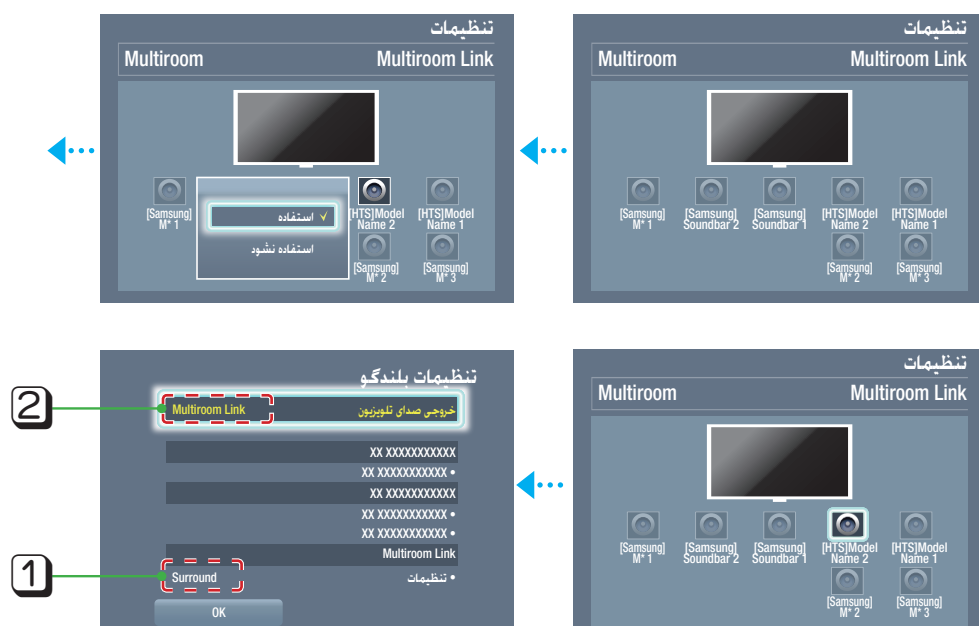 تنظیمات
Multiroom Link
Multiroom
[HTS]Model
Name 1
[HTS]Model
Name 2
[Samsung]
Soundbar 1
[Samsung]
Soundbar 2
[Samsung]
M* 1
[Samsung]
M* 3
[Samsung]
M* 2
تنظیمات
Multiroom Link
Multiroom
[HTS]Model
Name 1
[HTS]Model
Name 2
استفاده
استفاده نشود
[Samsung]
M* 1
[Samsung]
M* 3
[Samsung]
M* 2
تنظیمات
Multiroom Link
Multiroom
[HTS]Model
Name 1
[HTS]Model
Name 2
[Samsung]
Soundbar 1
[Samsung]
Soundbar 2
[Samsung]
M* 1
[Samsung]
M* 3
[Samsung]
M* 2
تنظیمات بلندگو
خروجی صدای تلویزیون
Multiroom Link
2
XX XXXXXXXXXXX
• XX XXXXXXXXXXX
XX XXXXXXXXXXX
• XX XXXXXXXXXXX
• XX XXXXXXXXXXX
Multiroom Link
• تنظیمات
Surround
1
OK